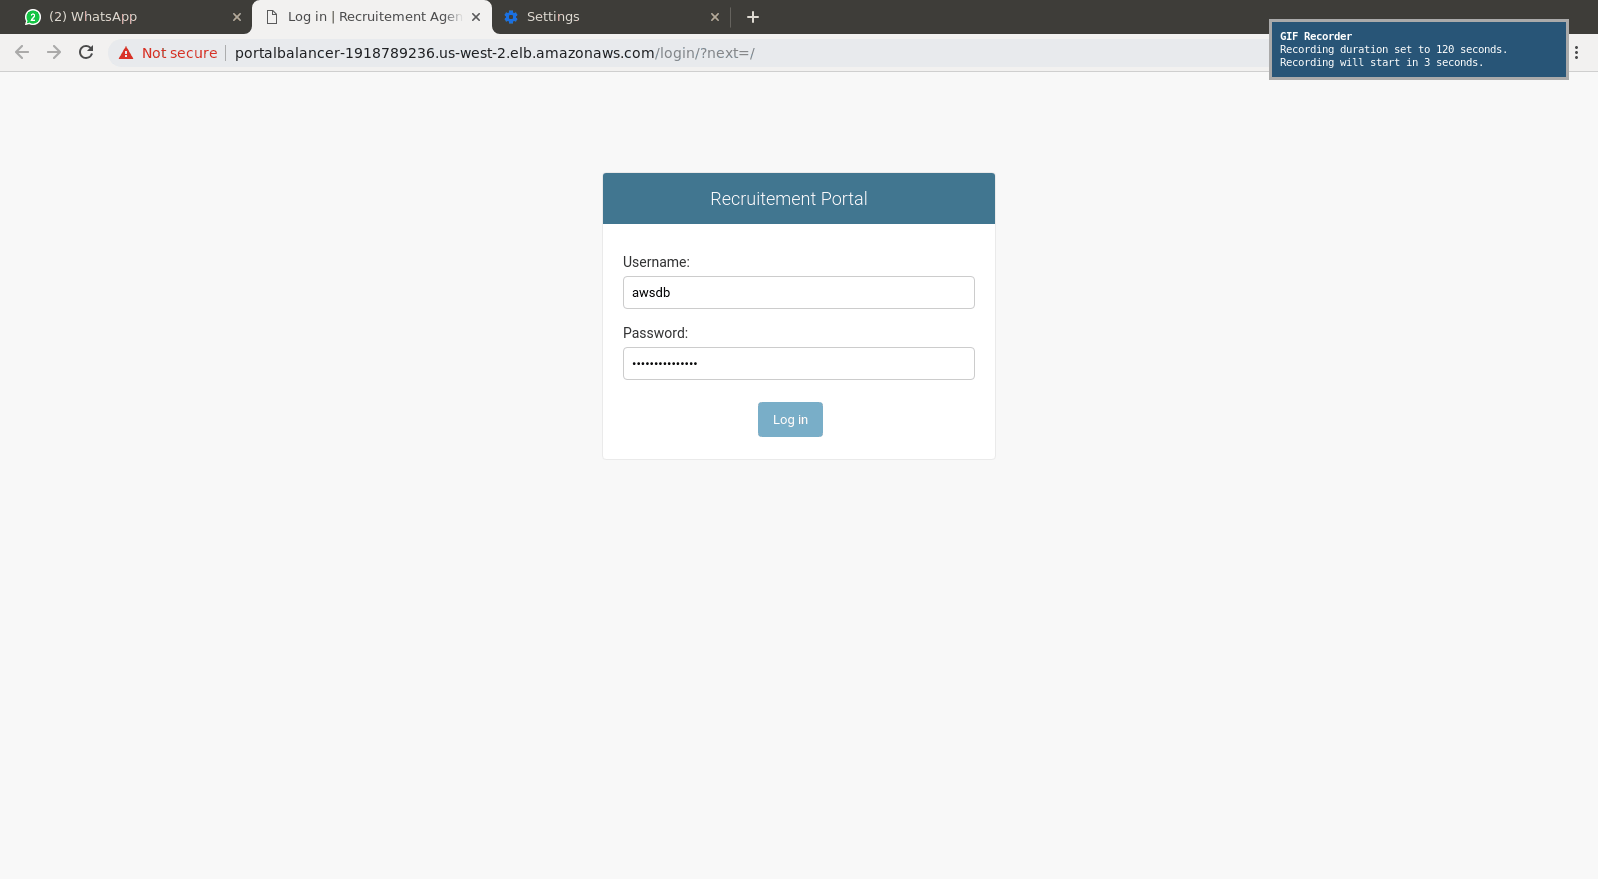 2 (2) WhatsApp
Log in | Recruitement Agen
Settings
Not secure portalbalancer-1918789236.us-west-2.elb.amazonaws.com/login/?next=/
GIF Recorder
Recording duration set to 120 seconds.
Recording will start in 3 seconds.
Recruitement Portal
Username:
awsdb
Password:
•••••••••••••••
Log in